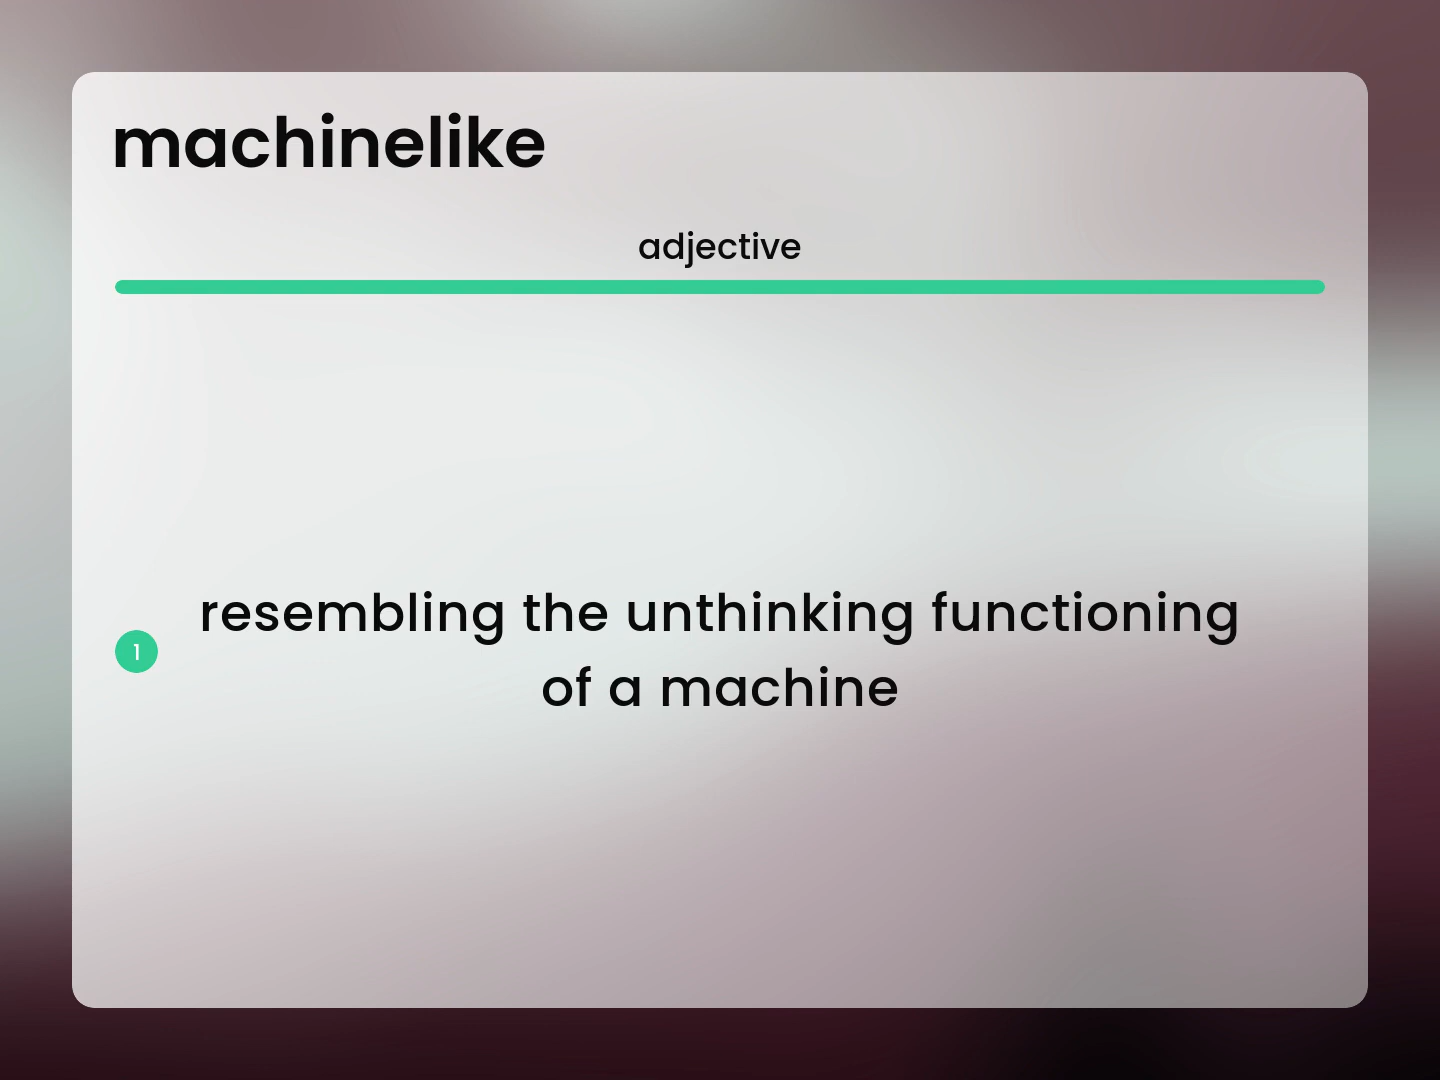 machinelike
adjective
1
resembling the unthinking functioning
of a machine